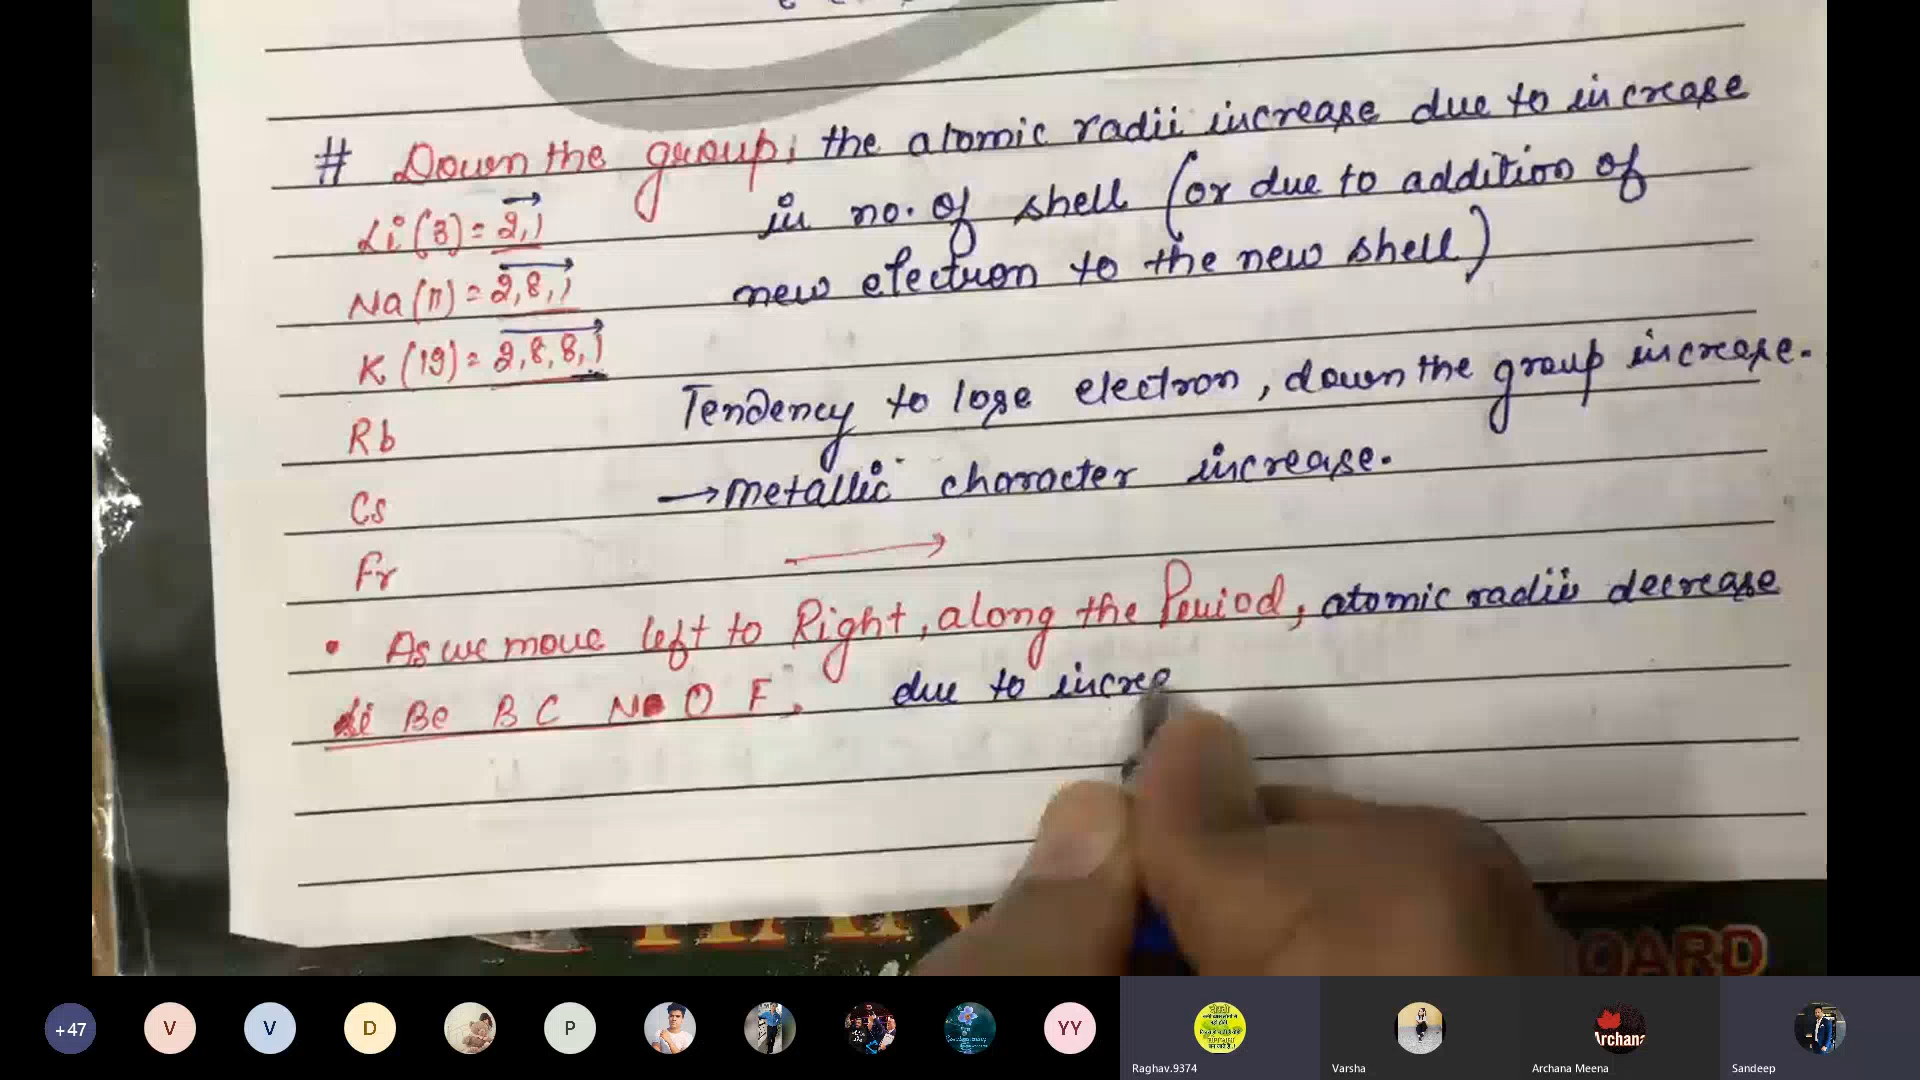 # Down the group, the atomic radii increase due to increase
in no. of shell (or due to addition of
new electron to the new shell)
Li(3) = 2,1
Na(11) = 2,8,1
K(19) = 2,8,8,1
Rb
Cs
Fr
Tendency to lose electron, down the group increase.
→ metallic character increase.
• As we move left to Right, along the Period, atomic radii decrease
Li Be B C N O F. due to increa
OARD
+47
V
V
D
P
YY
Raghav.9374
Varsha
Archana Meena
Sandeep